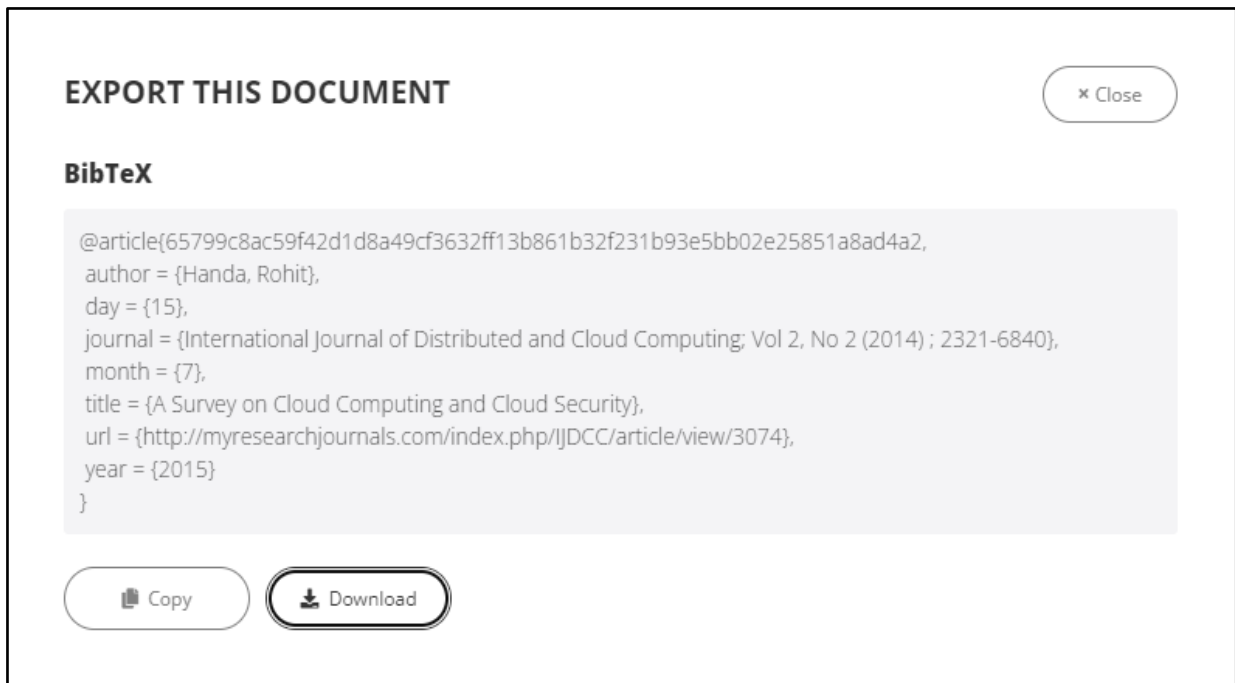 EXPORT THIS DOCUMENT
× Close
BibTeX
@article{65799c8ac59f42d1d8a49cf3632ff13b861b32f231b93e5bb02e25851a8ad4a2,
author = {Handa, Rohit},
day = {15},
journal = {International Journal of Distributed and Cloud Computing; Vol 2, No 2 (2014) ; 2321-6840},
month = {7},
title = {A Survey on Cloud Computing and Cloud Security},
url = {http://myresearchjournals.com/index.php/IJDCC/article/view/3074},
year = {2015}
}
Copy
Download